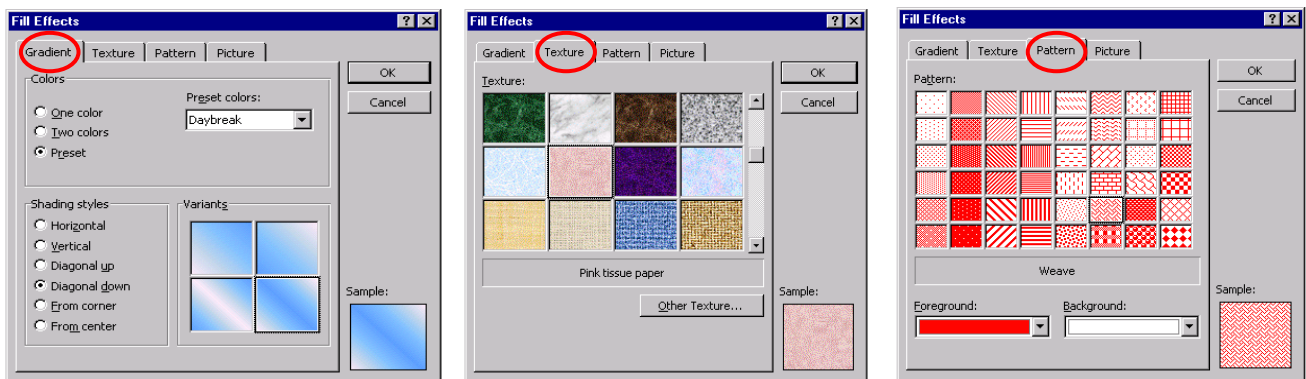 Fill Effects
Gradient Texture Pattern Picture
Colors
One color
Two colors
Preset
Preset colors:
Daybreak
OK
Cancel
Shading styles
Horizontal
Vertical
Diagonal up
Diagonal down
From corner
From center
Variants
Sample:
Fill Effects
Gradient Texture Pattern Picture
Texture:
OK
Cancel
Pink tissue paper
Other Texture...
Sample:
Fill Effects
Gradient Texture Pattern Picture
Pattern:
OK
Cancel
Weave
Foreground:
Background:
Sample: